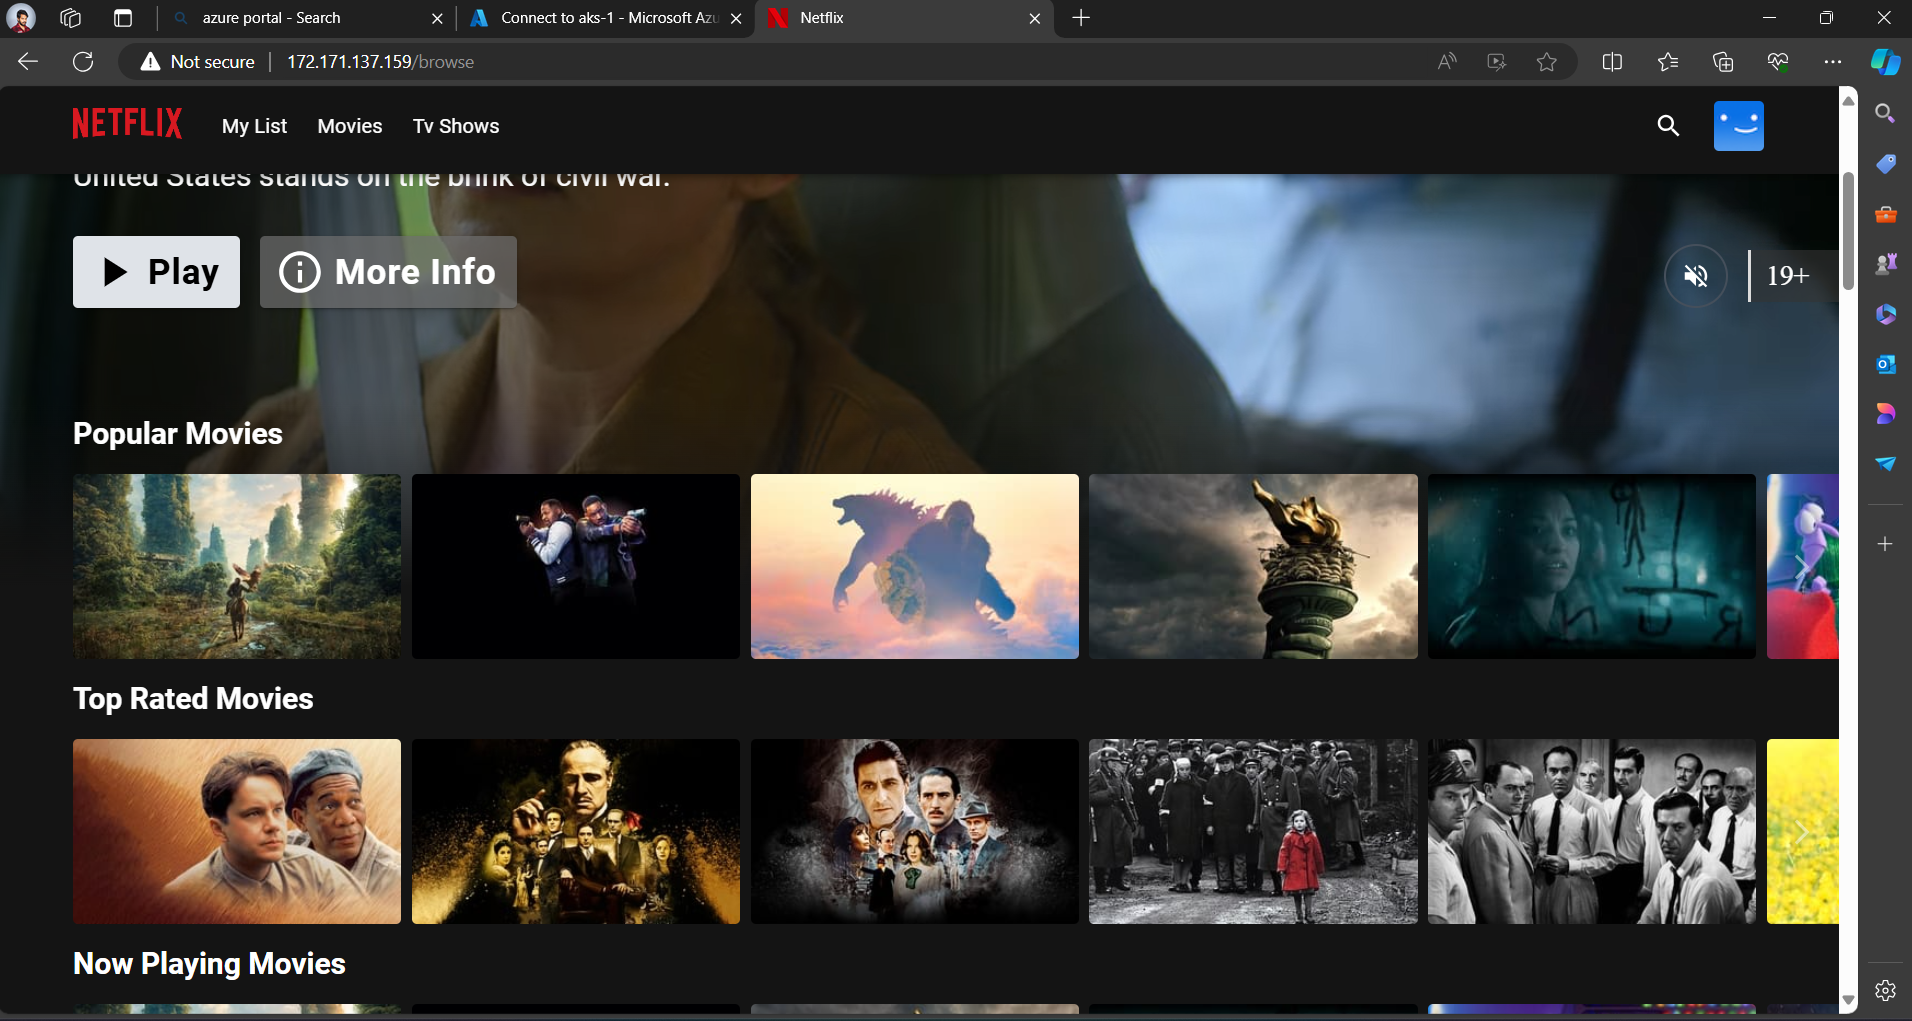 azure portal - Search
Connect to aks-1 - Microsoft Azu
Netflix
Not secure
172.171.137.159/browse
NETFLIX
My List
Movies
Tv Shows
United States stands on the brink of civil war.
Play
More Info
19+
Popular Movies
Top Rated Movies
Now Playing Movies